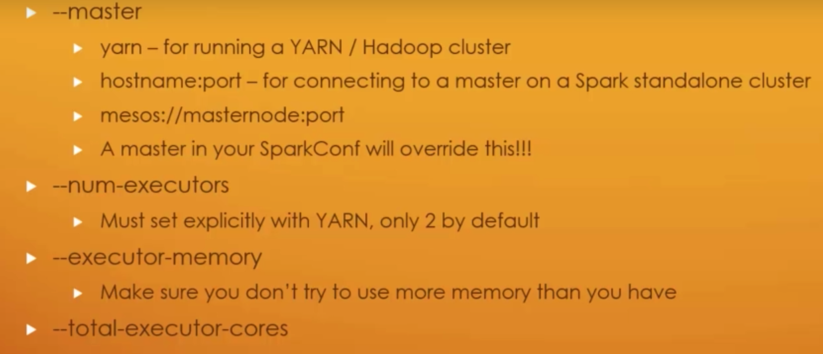 --master
yarn – for running a YARN / Hadoop cluster
hostname:port – for connecting to a master on a Spark standalone cluster
mesos://masternode:port
A master in your SparkConf will override this!!!
--num-executors
Must set explicitly with YARN, only 2 by default
--executor-memory
Make sure you don't try to use more memory than you have
--total-executor-cores